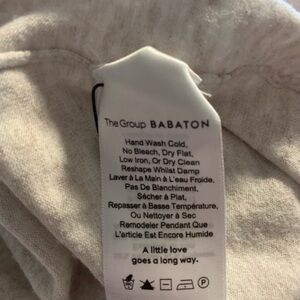 The Group BABATON
Hand Wash Cold,
No Bleach, Dry Flat,
Low Iron, Or Dry Clean
Reshape Whilst Damp
Laver à La Main à L'eau Froide,
Pas De Blanchiment,
Sécher à Plat,
Repasser à Basse Température,
Ou Nettoyer à Sec
Remodeler Pendant Que
L'article Est Encore Humide
A little love
goes a long way.
P